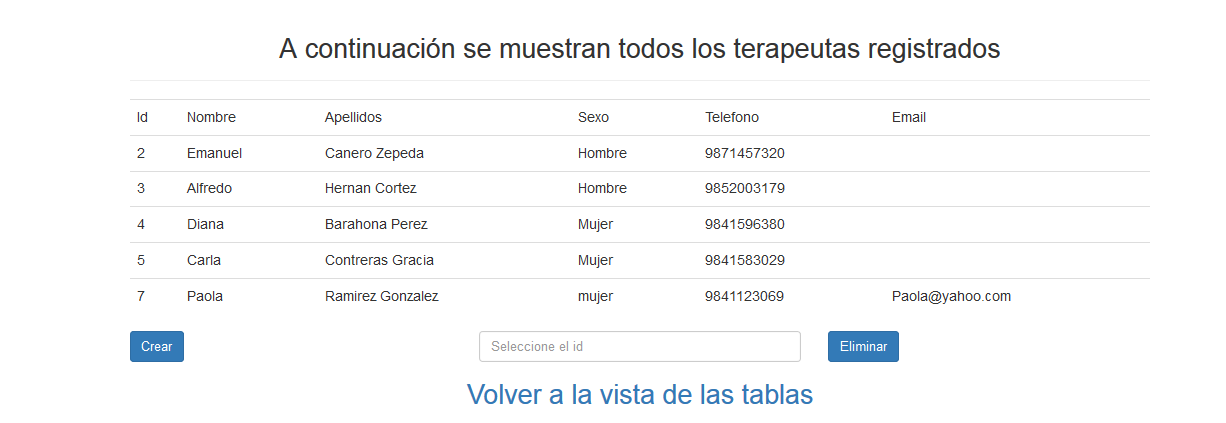 A continuación se muestran todos los terapeutas registrados
Id Nombre Apellidos Sexo Telefono Email
2 Emanuel Canero Zepeda Hombre 9871457320
3 Alfredo Hernan Cortez Hombre 9852003179
4 Diana Barahona Perez Mujer 9841596380
5 Carla Contreras Gracia Mujer 9841583029
7 Paola Ramirez Gonzalez mujer 9841123069 Paola@yahoo.com
Crear Seleccione el id Eliminar
Volver a la vista de las tablas